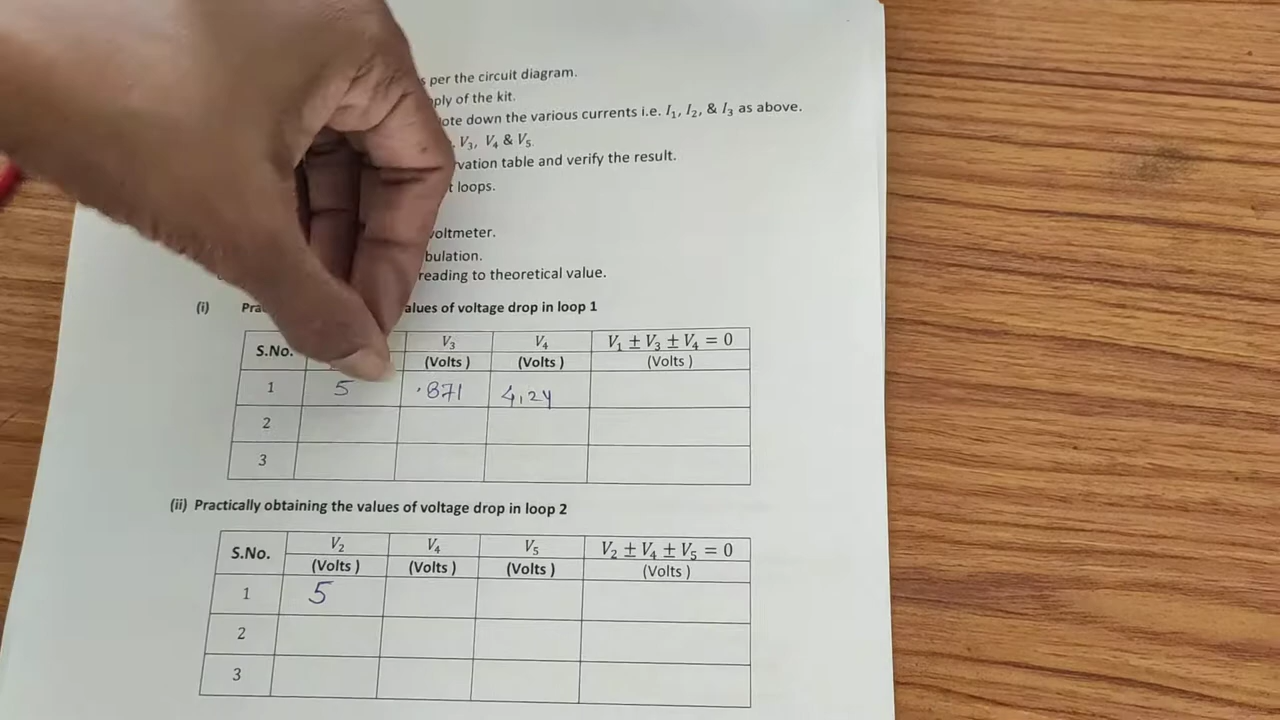 s per the circuit diagram.
ply of the kit.
ote down the various currents i.e. I₁, I₂, & I₃ as above.
V₃, V₄ & V₅.
vation table and verify the result.
t loops.
voltmeter.
bulation.
reading to theoretical value.
(i) Pra alues of voltage drop in loop 1
S.No. V₃ V₄ V₁ ± V₃ ± V₄ = 0
(Volts ) (Volts ) (Volts )
1 5 .871 4.24
2
3
(ii) Practically obtaining the values of voltage drop in loop 2
S.No. V₂ V₄ V₅ V₂ ± V₄ ± V₅ = 0
(Volts ) (Volts ) (Volts ) (Volts )
1 5
2
3